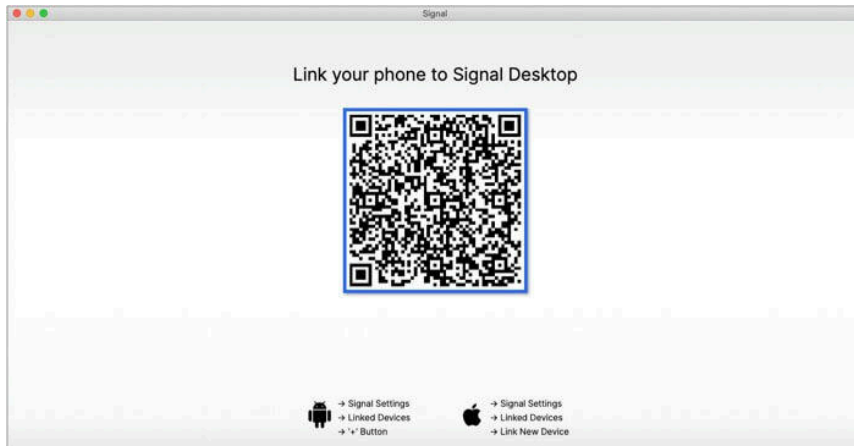 Signal
Link your phone to Signal Desktop
→ Signal Settings
→ Linked Devices
→ '+' Button
→ Signal Settings
→ Linked Devices
→ Link New Device